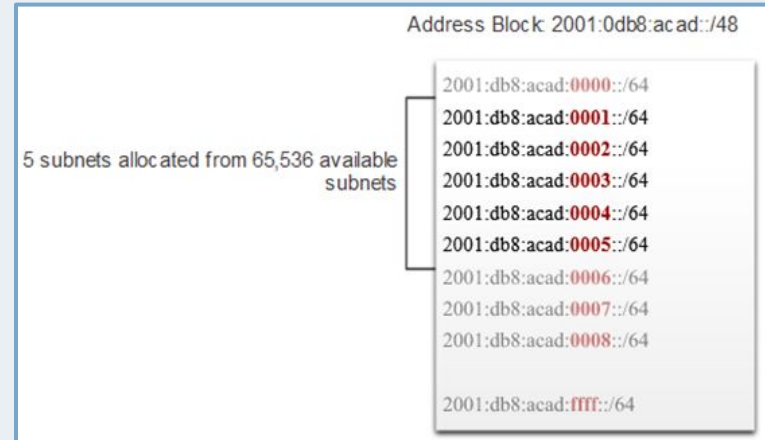 Address Block: 2001:0db8:acad::/48
2001:db8:acad:0000::/64
2001:db8:acad:0001::/64
2001:db8:acad:0002::/64
2001:db8:acad:0003::/64
2001:db8:acad:0004::/64
2001:db8:acad:0005::/64
2001:db8:acad:0006::/64
2001:db8:acad:0007::/64
2001:db8:acad:0008::/64
2001:db8:acad:ffff::/64
5 subnets allocated from 65,536 available
subnets